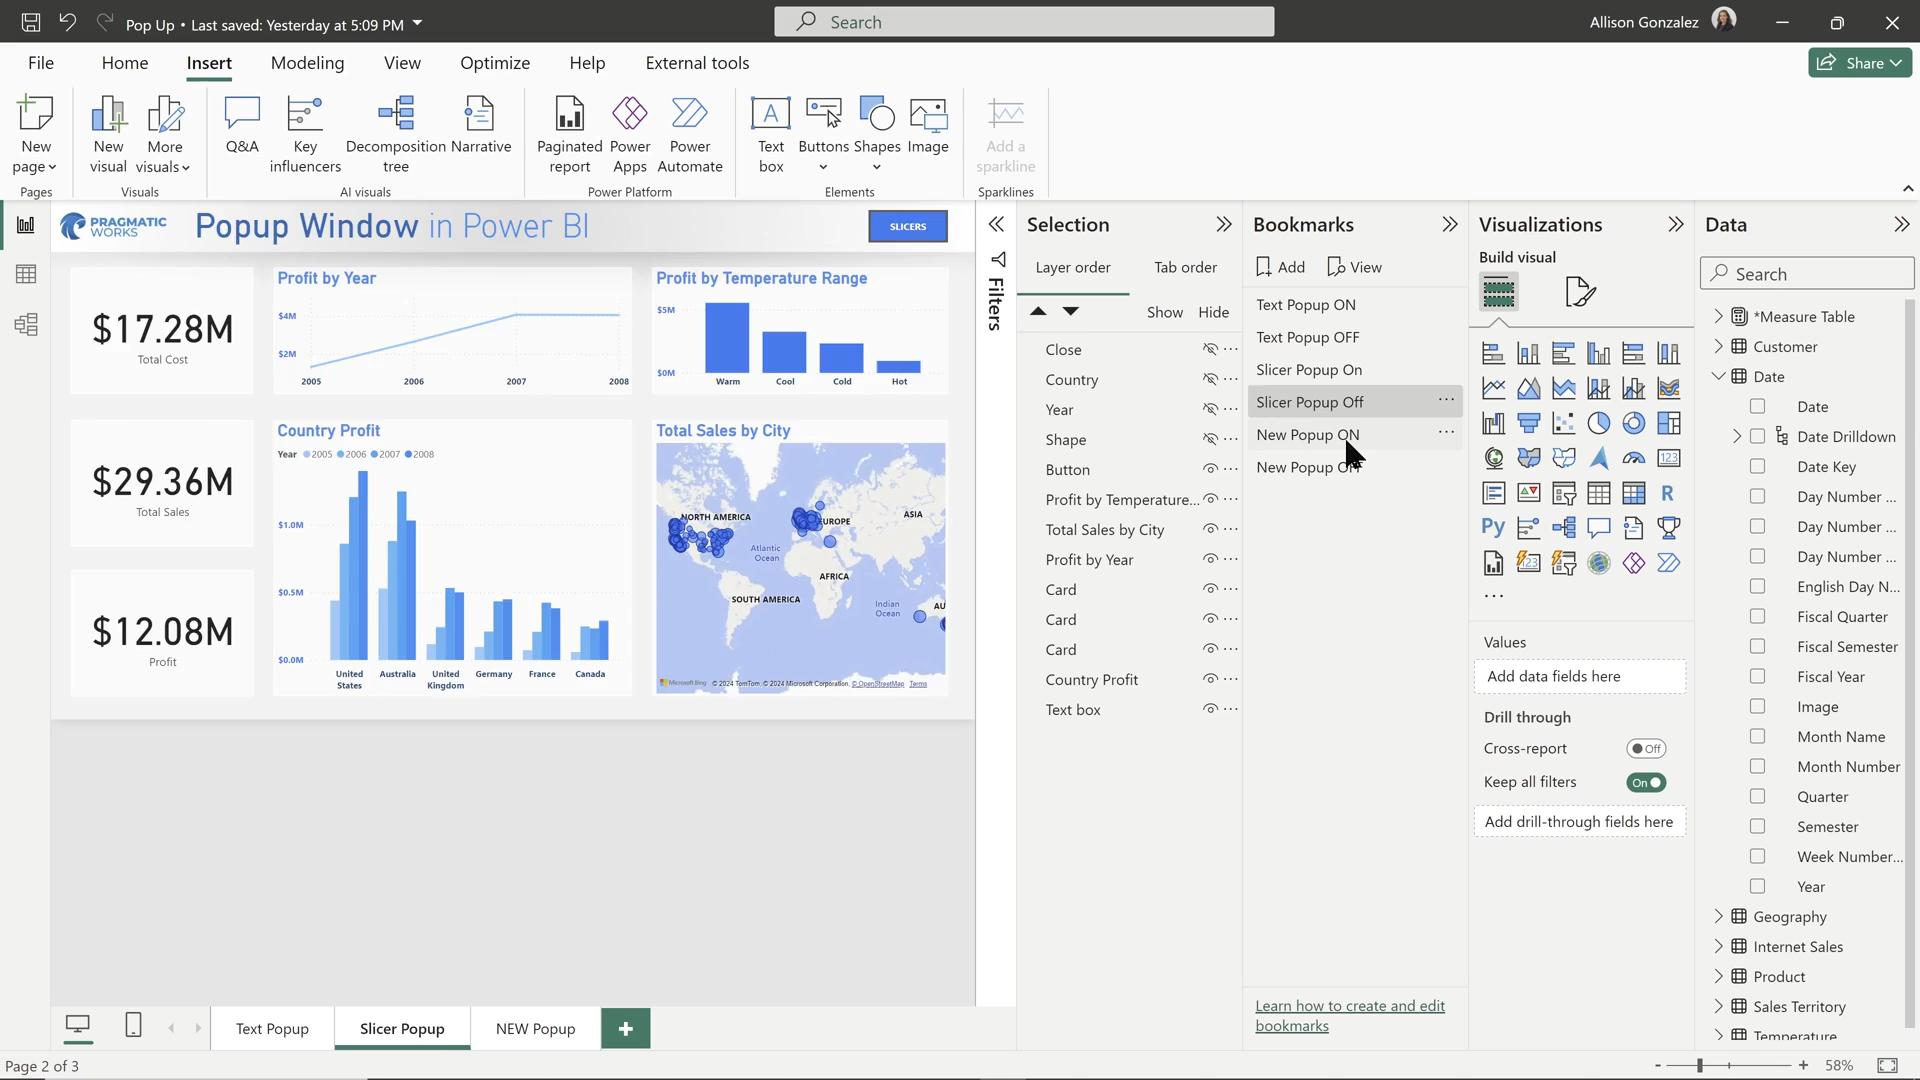 Pop Up • Last saved: Yesterday at 5:09 PM
Search
Allison Gonzalez
File
Home
Insert
Modeling
View
Optimize
Help
External tools
Share
New page
Pages
New visual
More visuals
Visuals
Q&A
Key influencers
Decomposition tree
Narrative
AI visuals
Paginated report
Power Apps
Power Automate
Power Platform
Text box
Buttons
Shapes
Image
Elements
Add a sparkline
Sparklines
PRAGMATIC WORKS
Popup Window in Power BI
SLICERS
$17.28M
Total Cost
Profit by Year
$4M
$2M
2005 2006 2007 2008
Profit by Temperature Range
$5M
$0M
Warm Cool Cold Hot
$29.36M
Total Sales
$12.08M
Profit
Country Profit
Year 2005 2006 2007 2008
$1.0M
$0.5M
$0.0M
United States Australia United Kingdom Germany France Canada
Total Sales by City
NORTH AMERICA
EUROPE
ASIA
Atlantic Ocean
AFRICA
SOUTH AMERICA
Indian Ocean
AU
Microsoft Bing © 2024 TomTom, © 2024 Microsoft Corporation, © OpenStreetMap Terms
Filters
Selection
Layer order
Tab order
Show
Hide
Close
Country
Year
Shape
Button
Profit by Temperature...
Total Sales by City
Profit by Year
Card
Card
Card
Country Profit
Text box
Bookmarks
Add
View
Text Popup ON
Text Popup OFF
Slicer Popup On
Slicer Popup Off
New Popup ON
New Popup
Learn how to create and edit
bookmarks
Visualizations
Build visual
123
R
Py
123
Values
Add data fields here
Drill through
Cross-report
Off
Keep all filters
On
Add drill-through fields here
Data
Search
*Measure Table
Customer
Date
Date
Date Drilldown
Date Key
Day Number ...
Day Number ...
Day Number ...
English Day N...
Fiscal Quarter
Fiscal Semester
Fiscal Year
Image
Month Name
Month Number
Quarter
Semester
Week Number...
Year
Geography
Internet Sales
Product
Sales Territory
Temperature
Text Popup
Slicer Popup
NEW Popup
+
Page 2 of 3
- + 58%